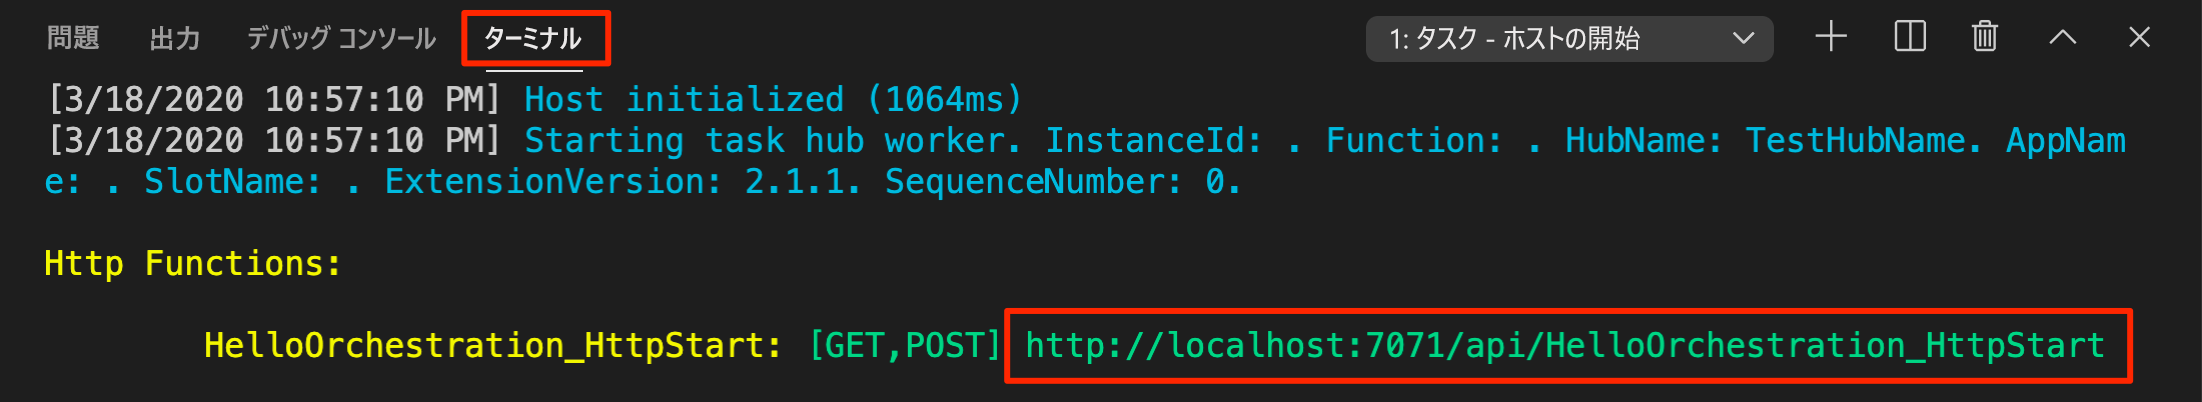 問題 出力 デバッグ コンソール ターミナル 1: タスク - ホストの開始
[3/18/2020 10:57:10 PM] Host initialized (1064ms)
[3/18/2020 10:57:10 PM] Starting task hub worker. InstanceId: . Function: . HubName: TestHubName. AppNam
e: . SlotName: . ExtensionVersion: 2.1.1. SequenceNumber: 0.
Http Functions:
HelloOrchestration_HttpStart: [GET,POST] http://localhost:7071/api/HelloOrchestration_HttpStart